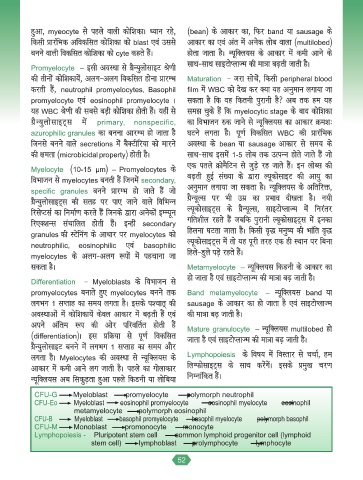 हुआ, myeocyte से पहले वाली कोशिका। ध्यान रहे,
किसी प्रारंभिक अविकसित कोशिका को blast एवं उससे
बनने वाली विकसित कोशिका को cyte कहते हैं।
Promyelocyte – इसी अवस्था से ग्रैन्युलोसाइट श्रेणी
की तीनों कोशिकायें, अलग-अलग विकसित होना प्रारम्भ
करती हैं, neutrophil promyelocytes, Basophil
promyelocyte एवं eosinophil promyelocyte ।
यह WBC श्रेणी की सबसे बड़ी कोशिका होती है। यहीं से
ग्रैन्युलोसाइट्स में primary, nonspecific,
azurophilic granules का बनना आरम्भ हो जाता है
जिनसे बनने वाले secretions में बैक्टीरिया को मारने
की क्षमता (microbicidal property) होती है।
Myelocyte (10-15 µm) – Promyelocytes के
विभाजन से myelocytes बनती हैं जिनमें secondary,
specific granules बनने प्रारम्भ हो जाते हैं जो
ग्रैन्युलोसाइट्स की सतह पर पाए जाने वाले विभिन्न
रिसेप्टर्स का निर्माण करते हैं जिनके द्वारा अनेकों इम्यून
रिएक्शन्स संचालित होती हैं। इन्हीं secondary
granules की स्टेनिंग के आधार पर myelocytes को
neutrophilic, eosinophilic एवं basophilic
myelocytes के अलग-अलग रूपों में पहचाना जा
सकता है।
Differentiation – Myeloblasts के विभाजन से
promyelocytes बनाते हुए myelocytes बनने तक
लगभग 1 सप्ताह का समय लगता है। इसके पश्चात् की
अवस्थाओं में कोशिकायें केवल आकार में बढ़ती हैं एवं
अपने अंतिम रूप की ओर परिवर्तित होती हैं
(differentiation)। इस प्रक्रिया से पूर्ण विकसित
ग्रैन्युलोसाइट बनने में लगभग 1 सप्ताह का समय और
लगता है। Myelocytes की अवस्था से न्यूक्लियस के
आकार में कमी आने लग जाती है। पहले का गोलाकार
न्यूक्लियस अब सिकुड़ता हुआ पहले किडनी या लोबिया
(bean) के आकार का, फिर band या sausage के
आकार का एवं अंत में अनेक लोब वाला (multilobed)
होता जाता है। न्यूक्लियस के आकार में कमी आने के
साथ-साथ साइटोप्लाज्म की मात्रा बढ़ती जाती है।
Maturation – जरा सोचें, किसी peripheral blood
film में WBC को देख कर क्या यह अनुमान लगाया जा
सकता है कि वह कितनी पुरानी है? अब तक हम यह
समझ चुके हैं कि myelocytic stage के बाद कोशिका
का विभाजन रुक जाने से न्यूक्लियस का आकार क्रमशः
घटने लगता है। पूर्ण विकसित WBC की प्रारंभिक
अवस्था के bean या sausage आकार से समय के
साथ-साथ इसमें 1-5 लोब तक उत्पन्न होते जाते हैं जो
एक पतले क्रोमेटिन से जुड़े रह जाते हैं। इन लोब्स की
बढ़ती हुई संख्या के द्वारा ल्यूकोसाइट की आयु का
अनुमान लगाया जा सकता है। न्यूक्लियस के अतिरिक्त,
ग्रैन्यूल्स पर भी उम्र का प्रभाव दीखता है। नयी
ल्यूकोसाइट्स के ग्रैन्यूल्स, साइटोप्लाज्म में निरंतर
गतिशील रहते हैं जबकि पुरानी ल्यूकोसाइट्स में इनका
हिलना घटता जाता है। किसी वृद्ध मनुष्य की भांति वृद्ध
ल्यूकोसाइट्स में तो यह पूरी तरह एक ही स्थान पर बिना
हिले-डुले पड़े रहते हैं।
Metamyelocyte – न्यूक्लियस किडनी के आकार का
हो जाता है एवं साइटोप्लाज्म की मात्रा बढ़ जाती है।
Band metamyelocyte – न्यूक्लियस band या
sausage के आकार का हो जाता है एवं साइटोप्लाज्म
की मात्रा बढ़ जाती है।
Mature granulocyte – न्यूक्लियस multilobed हो
जाता है एवं साइटोप्लाज्म की मात्रा बढ़ जाती है।
Lymphopoiesis के विषय में विस्तार से चर्चा, हम
लिम्फोसाइट्स के साथ करेंगें। इसके प्रमुख चरण
निम्नांकित हैं।
CFU-G → Myeloblast → promyelocyte → polymorph neutrophil
CFU-Eo → Myeloblast → eosinophil promyelocyte → eosinophil myelocyte → eosinophil
metamyelocyte → polymorph eosinophil
CFU-B → Myeloblast → basophil promyelocyte → basophil myelocyte → polymorph basophil
CFU-M → Monoblast → promonocyte → monocyte
Lymphopoiesis - Pluripotent stem cell → common lymphoid progenitor cell (lymphoid
stem cell) → lymphoblast → prolymphocyte → lymphocyte
52